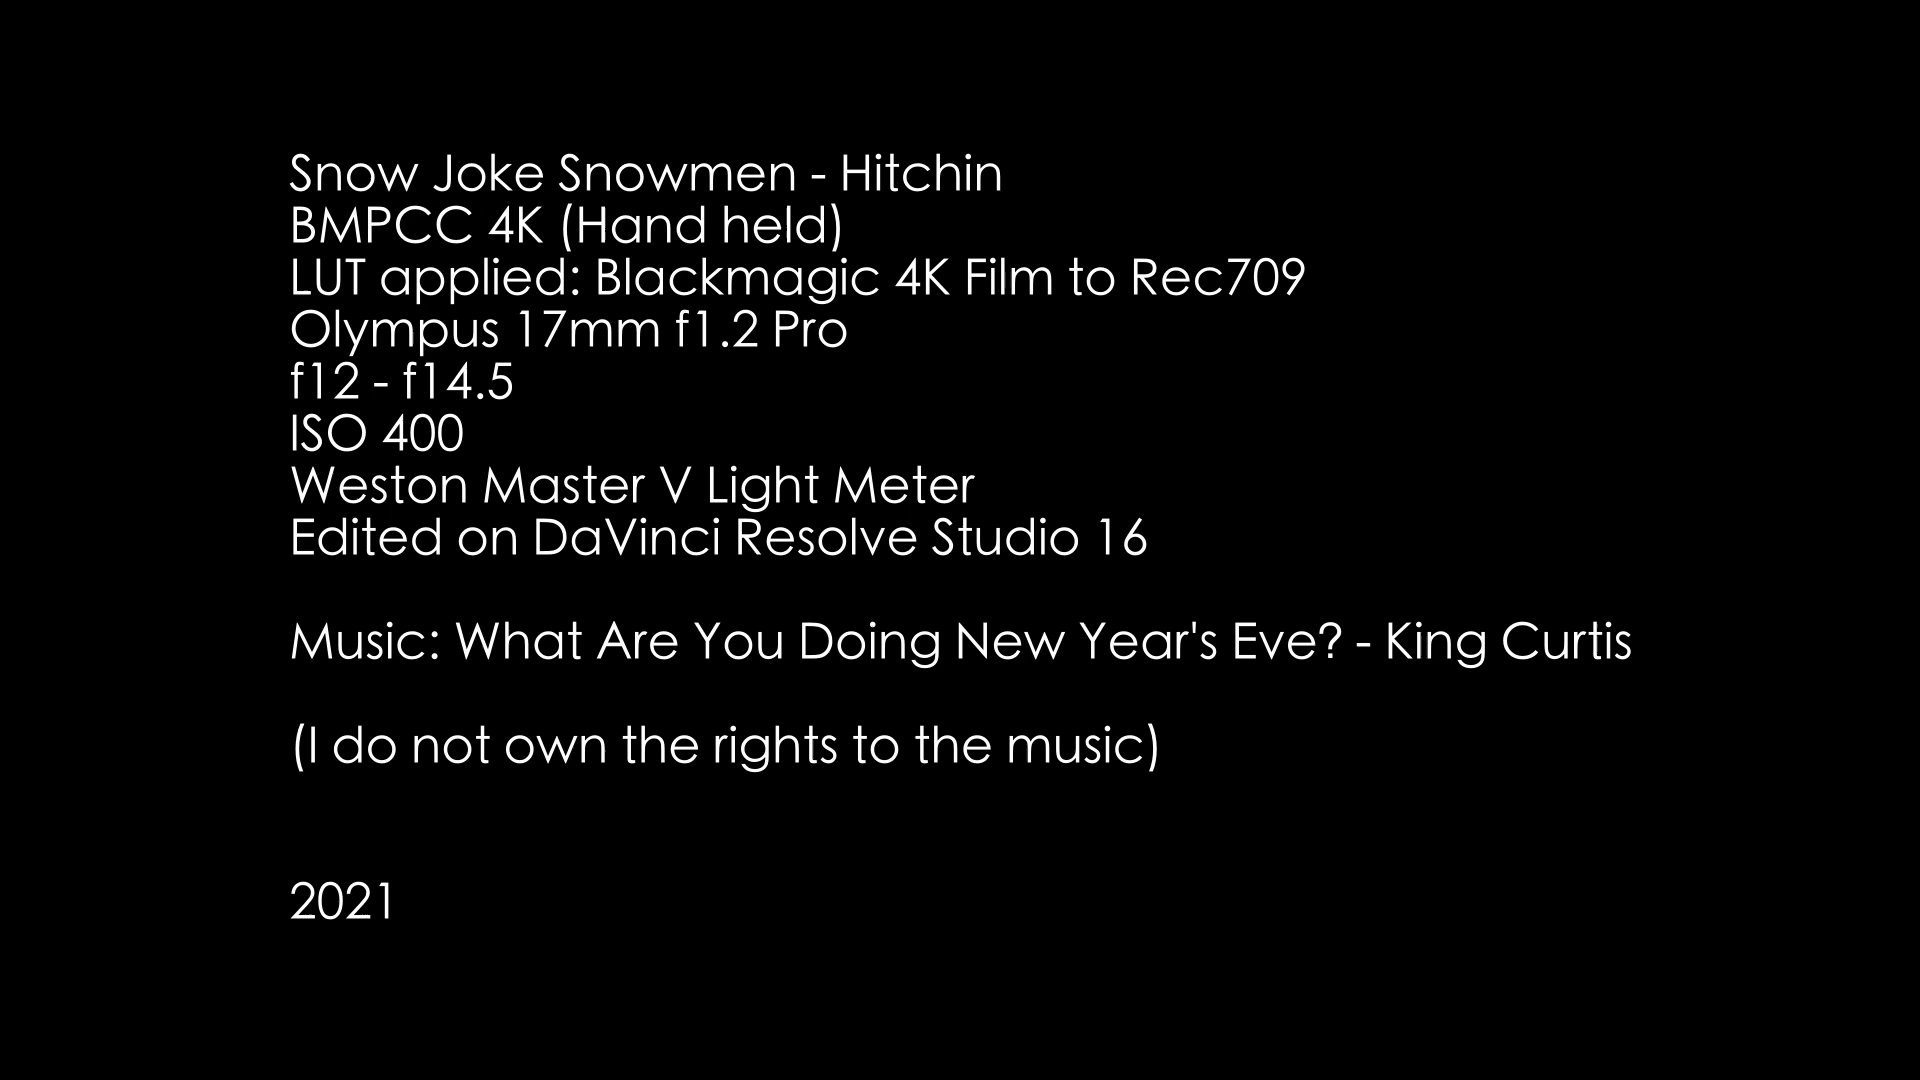 Snow Joke Snowmen - Hitchin
BMPCC 4K (Hand held)
LUT applied: Blackmagic 4K Film to Rec709
Olympus 17mm f1.2 Pro
f12 - f14.5
ISO 400
Weston Master V Light Meter
Edited on DaVinci Resolve Studio 16
Music: What Are You Doing New Year's Eve? - King Curtis
(I do not own the rights to the music)
2021